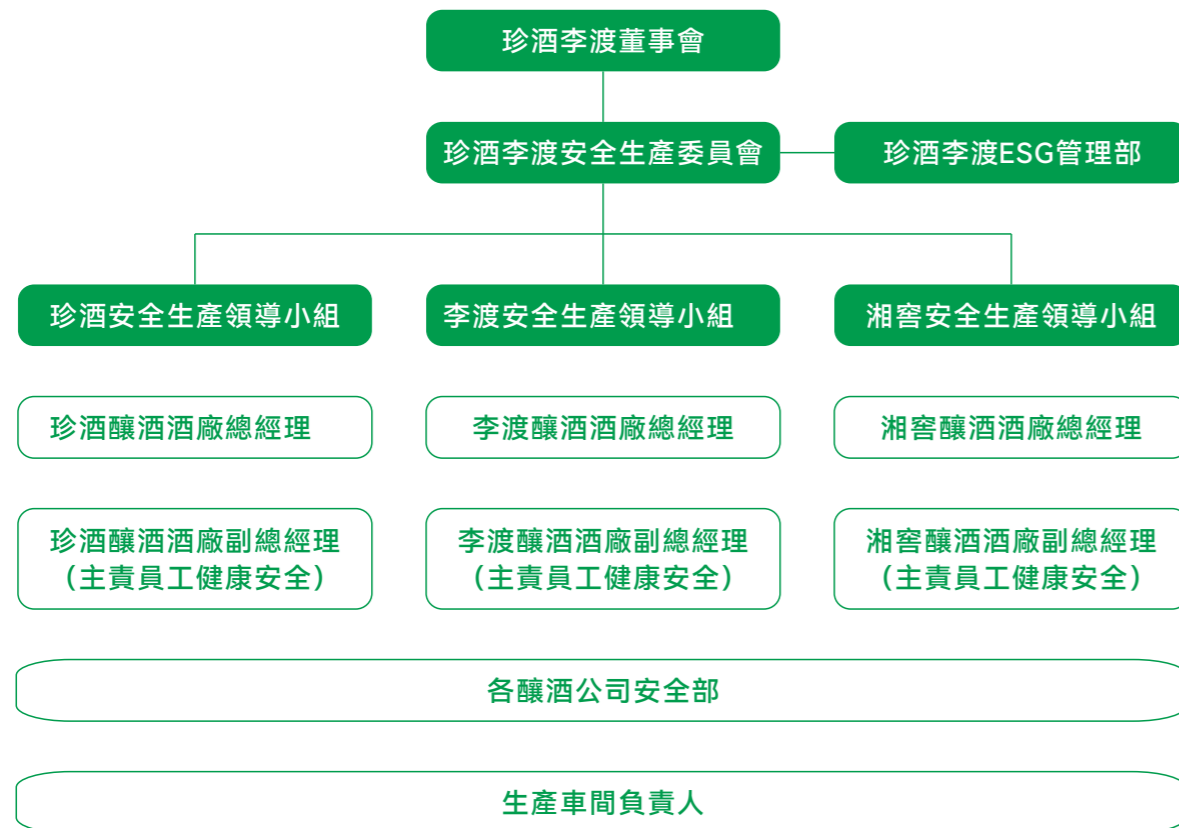 珍酒李渡董事會
珍酒李渡安全生產委員會
珍酒李渡ESG管理部
珍酒安全生產領導小組
李渡安全生產領導小組
湘窖安全生產領導小組
珍酒釀酒酒廠總經理
李渡釀酒酒廠總經理
湘窖釀酒酒廠總經理
珍酒釀酒酒廠副總經理
（主責員工健康安全）
李渡釀酒酒廠副總經理
（主責員工健康安全）
湘窖釀酒酒廠副總經理
（主責員工健康安全）
各釀酒公司安全部
生產車間負責人